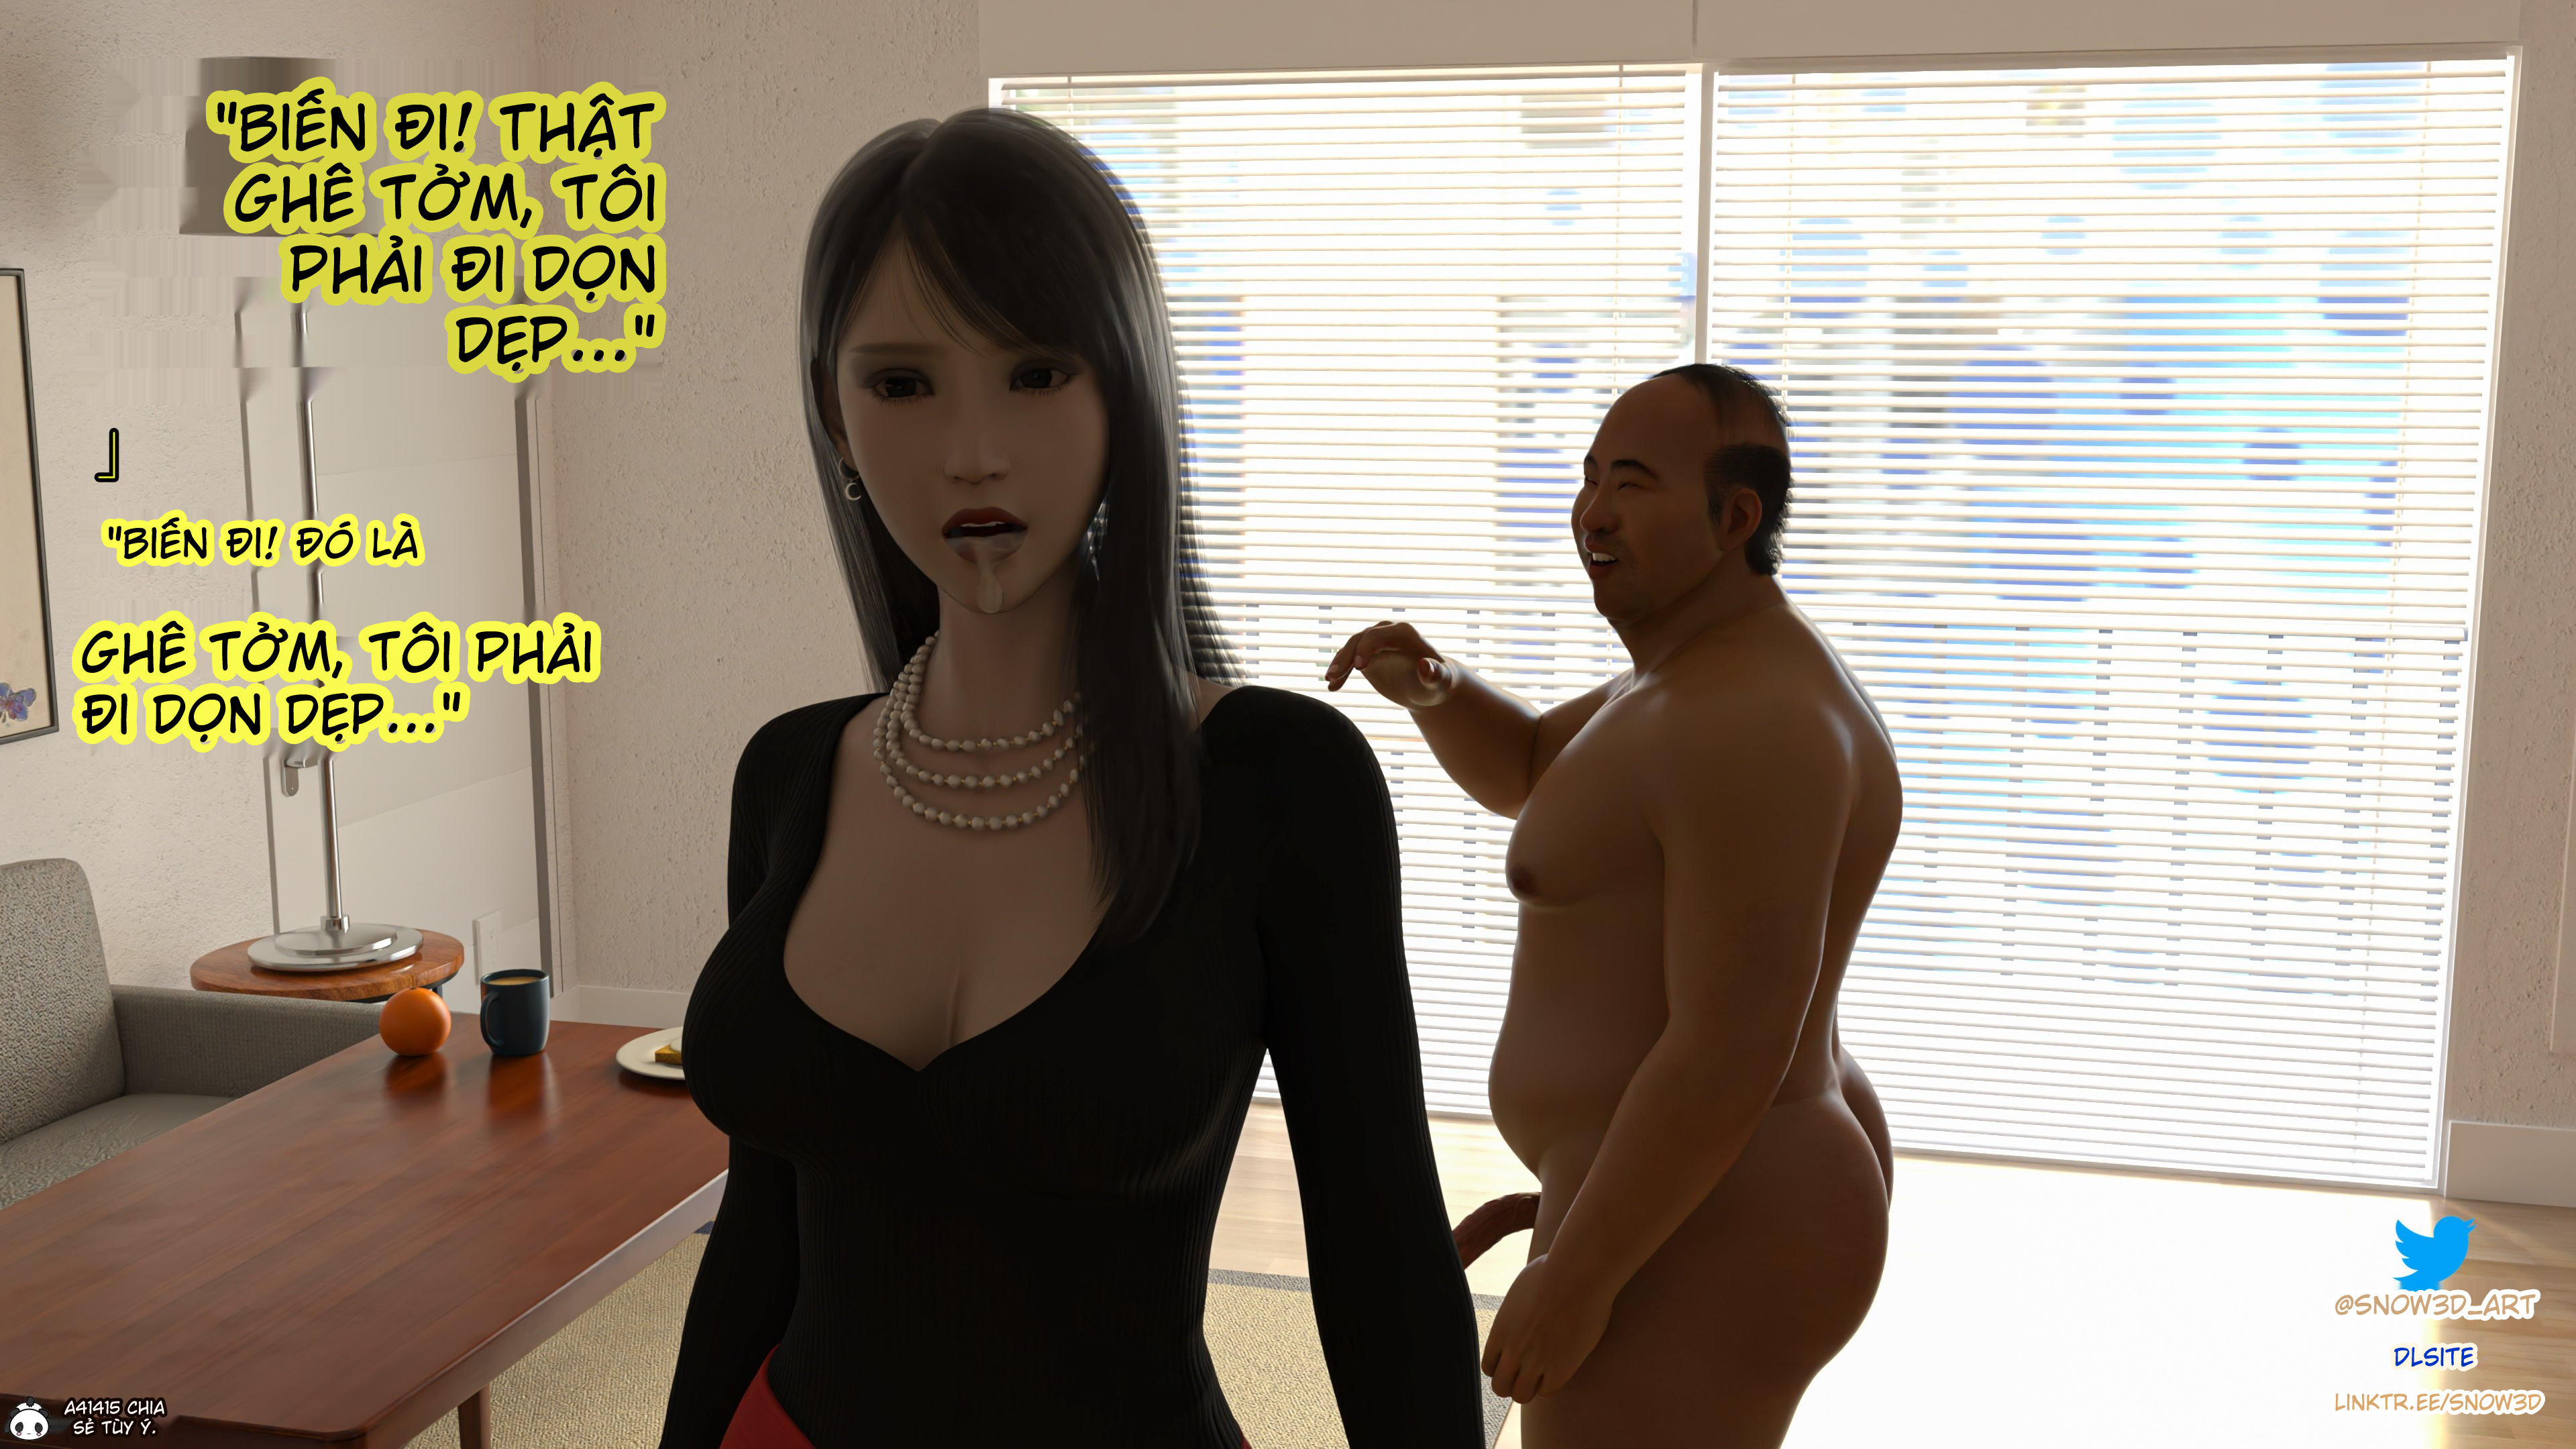 "BIẾN ĐI! THẬT
GHÊ TỞM, TÔI
PHẢI ĐI DỌN
DẸP..."
」
"BIẾN ĐI! ĐÓ LÀ
GHÊ TỞM, TÔI PHẢI
ĐI DỌN DẸP..."
@SNOW3D_ART
DLSITE
LINKTR.EE/SNOW3D
A41415 CHIA
SẺ TÙY Ý.